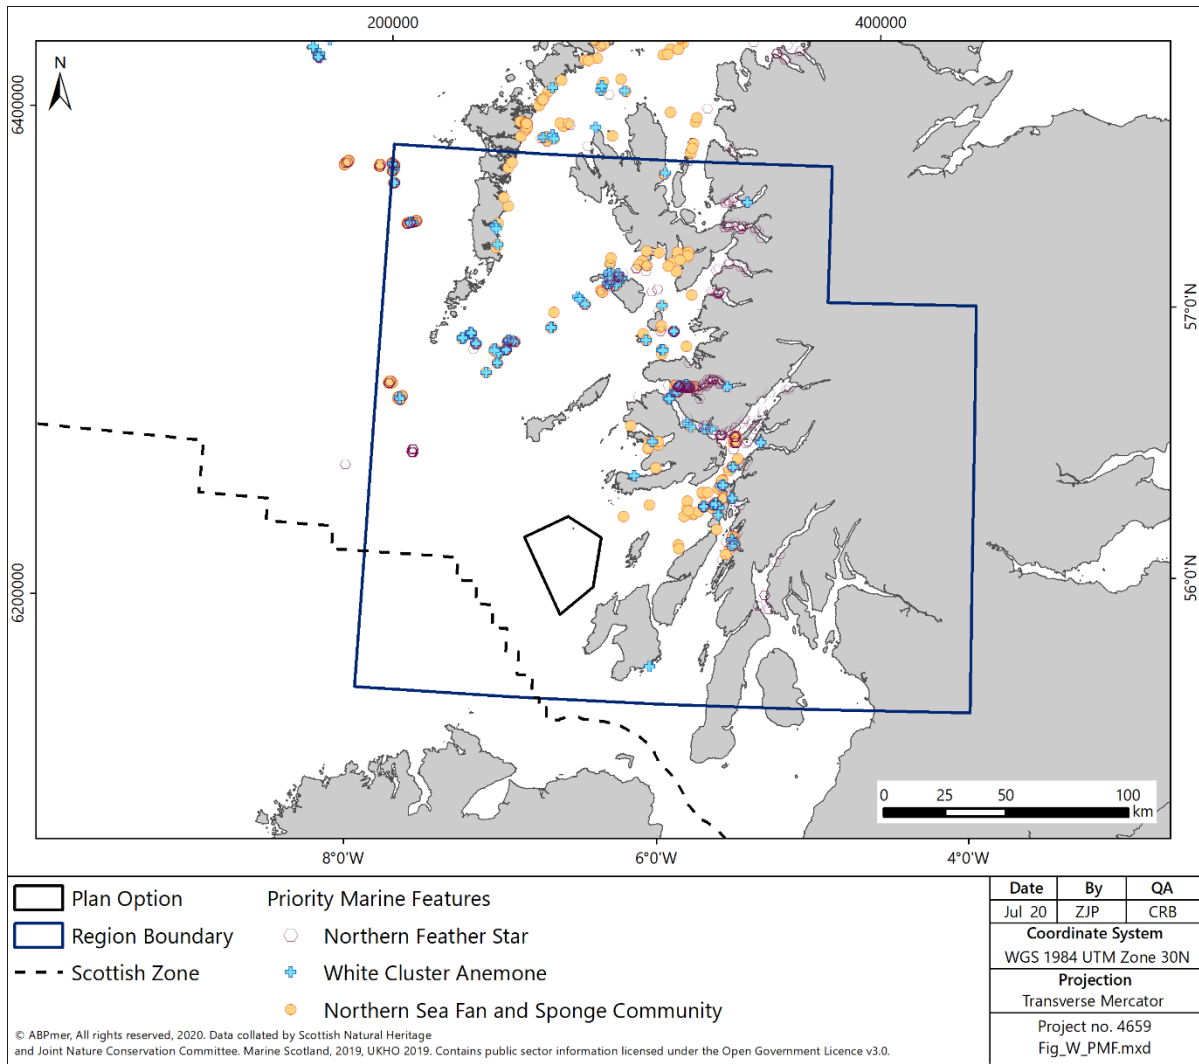 200000
400000
N
6400000
57°0'N
6200000
56°0'N
0 25 50 100
km
8°0'W
6°0'W
4°0'W
Plan Option
Region Boundary
Scottish Zone
Priority Marine Features
Northern Feather Star
White Cluster Anemone
Northern Sea Fan and Sponge Community
© ABPmer, All rights reserved, 2020. Data collated by Scottish Natural Heritage
and Joint Nature Conservation Committee. Marine Scotland, 2019, UKHO 2019. Contains public sector information licensed under the Open Government Licence v3.0.
Date By QA
Jul 20 ZJP CRB
Coordinate System
WGS 1984 UTM Zone 30N
Projection
Transverse Mercator
Project no. 4659
Fig_W_PMF.mxd